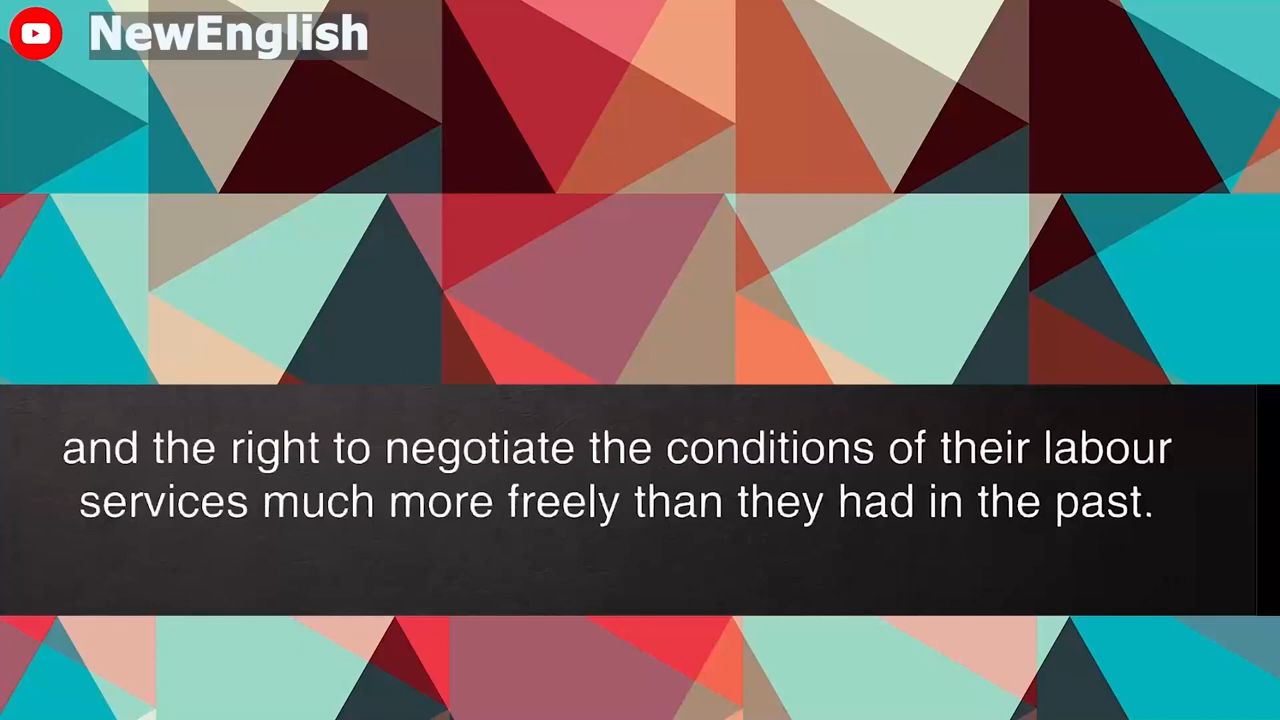 NewEnglish
and the right to negotiate the conditions of their labour
services much more freely than they had in the past.